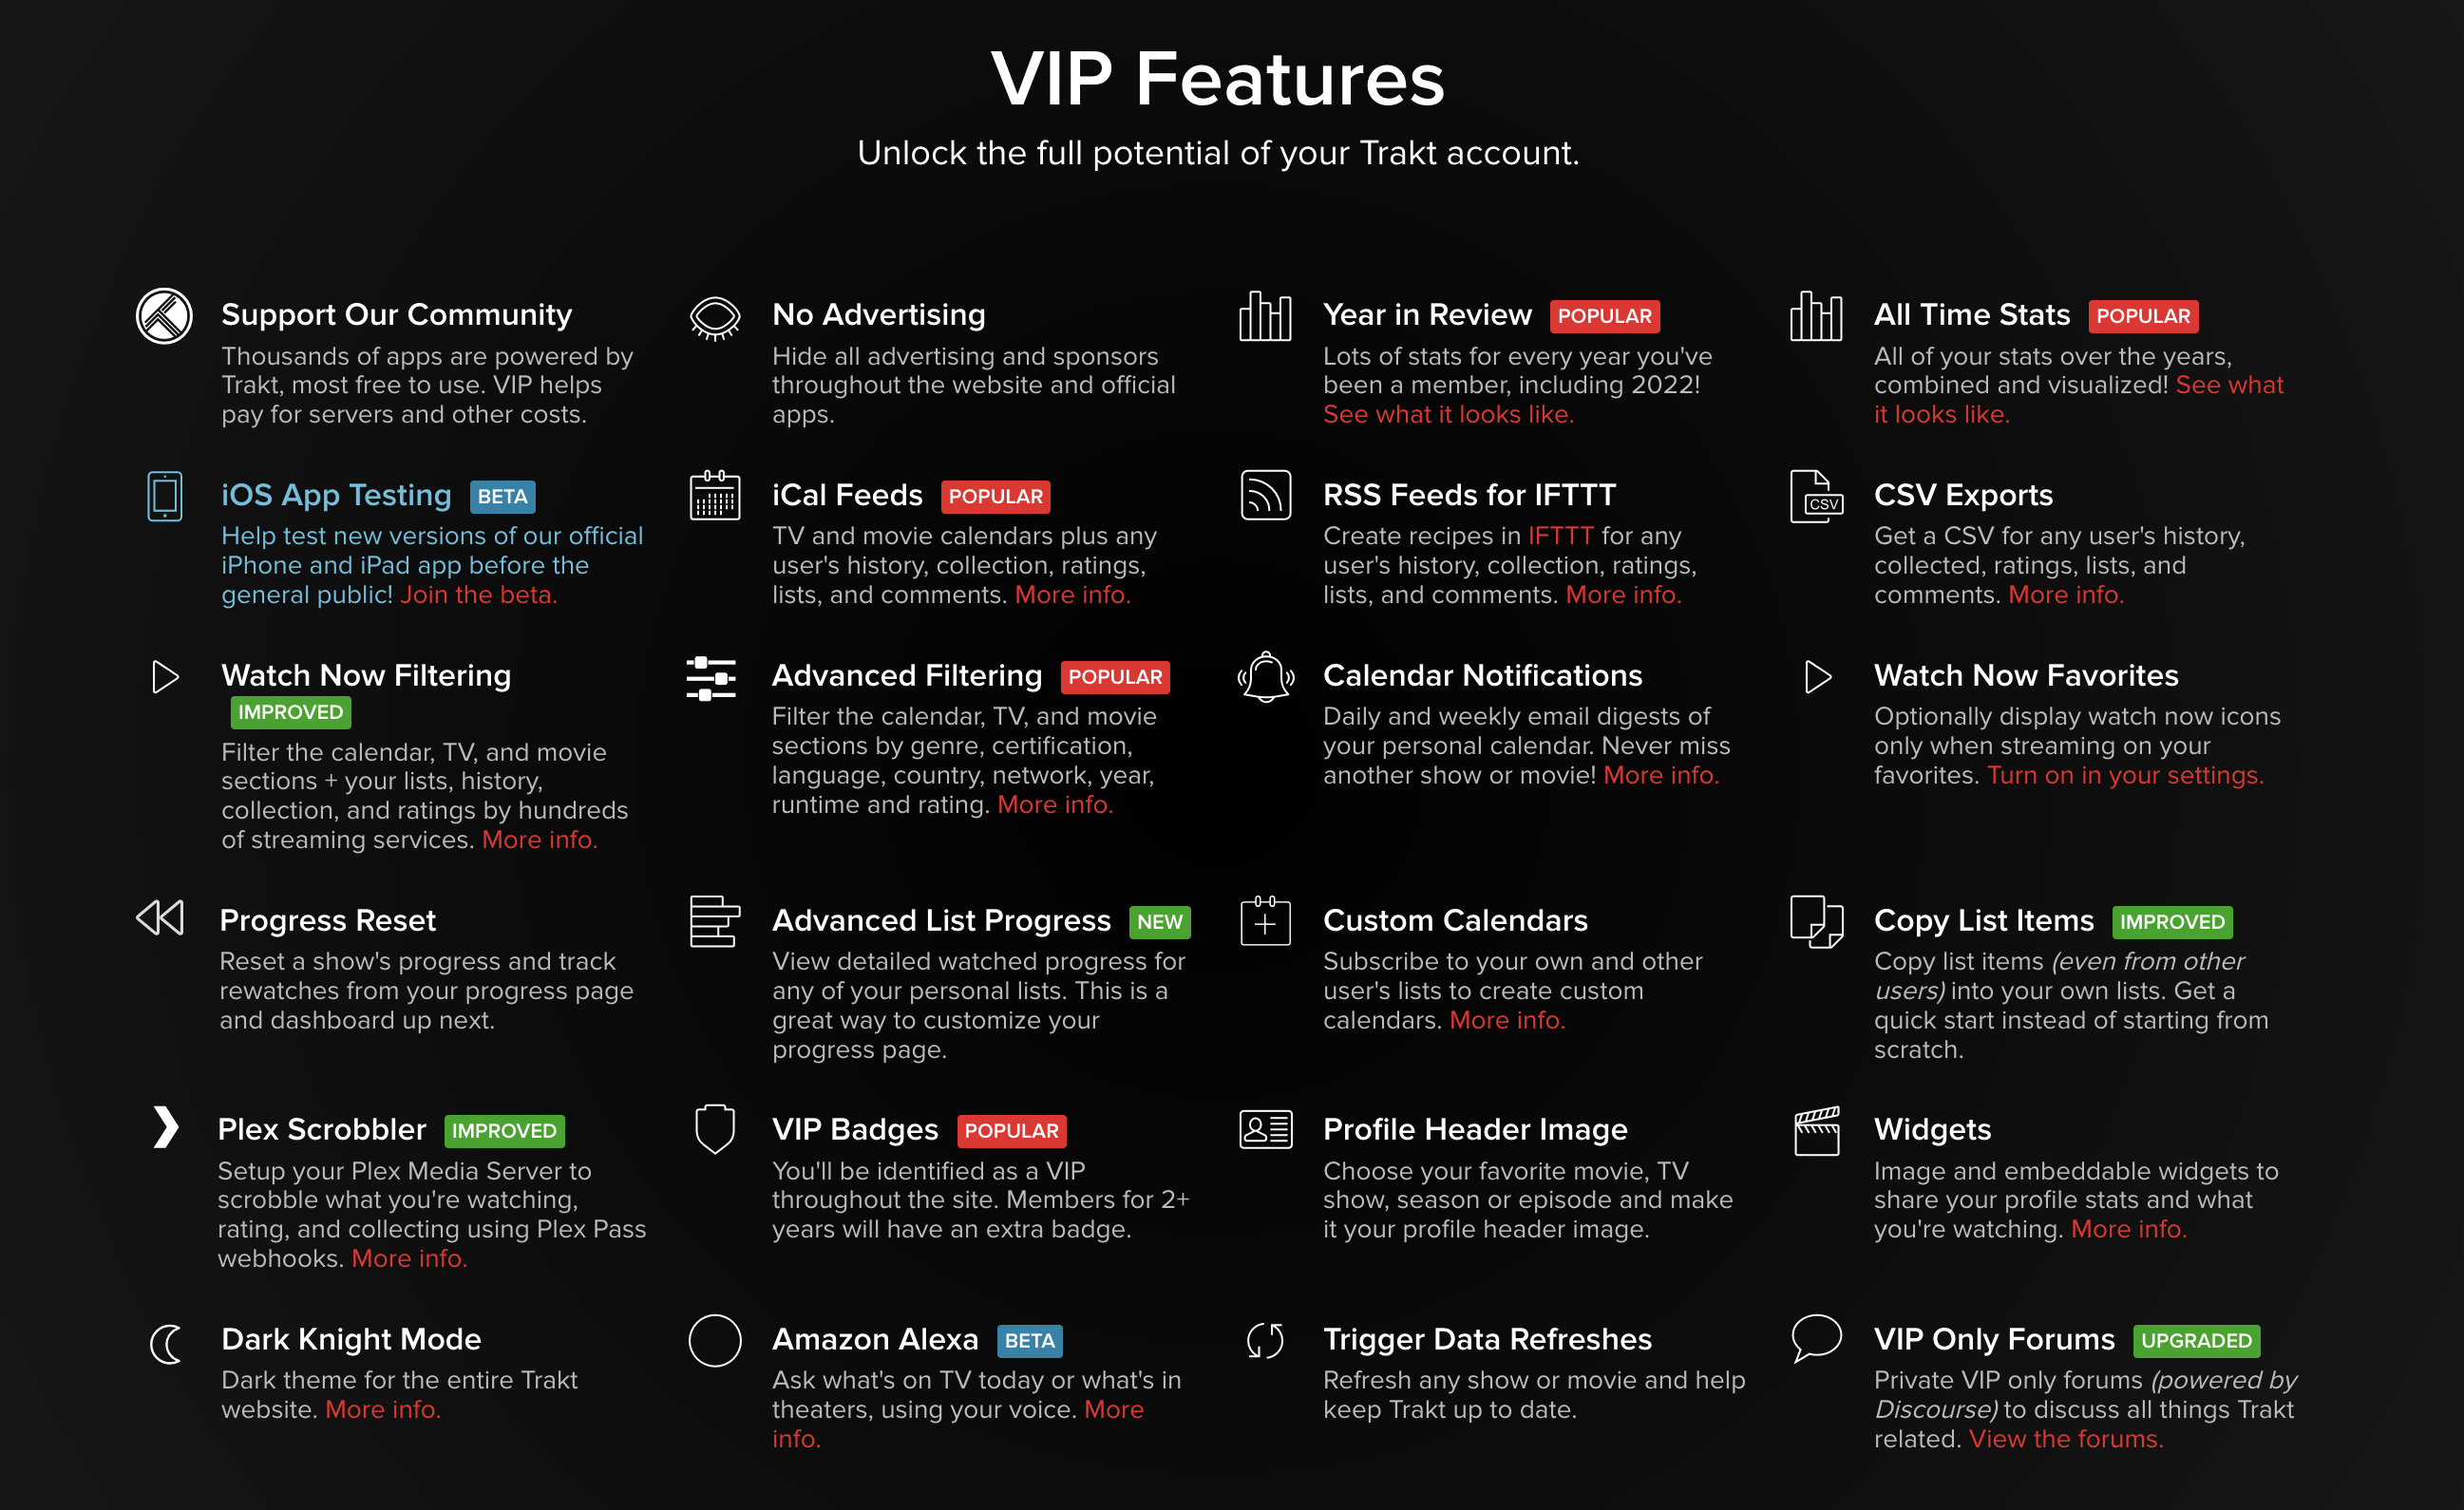 VIP Features
Unlock the full potential of your Trakt account.
Support Our Community
Thousands of apps are powered by
Trakt, most free to use. VIP helps
pay for servers and other costs.
No Advertising
Hide all advertising and sponsors
throughout the website and official
apps.
Year in Review POPULAR
Lots of stats for every year you've
been a member, including 2022!
See what it looks like.
All Time Stats POPULAR
All of your stats over the years,
combined and visualized! See what
it looks like.
iOS App Testing BETA
Help test new versions of our official
iPhone and iPad app before the
general public! Join the beta.
iCal Feeds POPULAR
TV and movie calendars plus any
user's history, collection, ratings,
lists, and comments. More info.
RSS Feeds for IFTTT
Create recipes in IFTTT for any
user's history, collection, ratings,
lists, and comments. More info.
CSV
CSV Exports
Get a CSV for any user's history,
collected, ratings, lists, and
comments. More info.
Watch Now Filtering
IMPROVED
Filter the calendar, TV, and movie
sections + your lists, history,
collection, and ratings by hundreds
of streaming services. More info.
Advanced Filtering POPULAR
Filter the calendar, TV, and movie
sections by genre, certification,
language, country, network, year,
runtime and rating. More info.
Calendar Notifications
Daily and weekly email digests of
your personal calendar. Never miss
another show or movie! More info.
Watch Now Favorites
Optionally display watch now icons
only when streaming on your
favorites. Turn on in your settings.
Progress Reset
Reset a show's progress and track
rewatches from your progress page
and dashboard up next.
Advanced List Progress NEW
View detailed watched progress for
any of your personal lists. This is a
great way to customize your
progress page.
Custom Calendars
Subscribe to your own and other
user's lists to create custom
calendars. More info.
Copy List Items IMPROVED
Copy list items (even from other
users) into your own lists. Get a
quick start instead of starting from
scratch.
Plex Scrobbler IMPROVED
Setup your Plex Media Server to
scrobble what you're watching,
rating, and collecting using Plex Pass
webhooks. More info.
VIP Badges POPULAR
You'll be identified as a VIP
throughout the site. Members for 2+
years will have an extra badge.
Profile Header Image
Choose your favorite movie, TV
show, season or episode and make
it your profile header image.
Widgets
Image and embeddable widgets to
share your profile stats and what
you're watching. More info.
Dark Knight Mode
Dark theme for the entire Trakt
website. More info.
Amazon Alexa BETA
Ask what's on TV today or what's in
theaters, using your voice. More
info.
Trigger Data Refreshes
Refresh any show or movie and help
keep Trakt up to date.
VIP Only Forums UPGRADED
Private VIP only forums (powered by
Discourse) to discuss all things Trakt
related. View the forums.